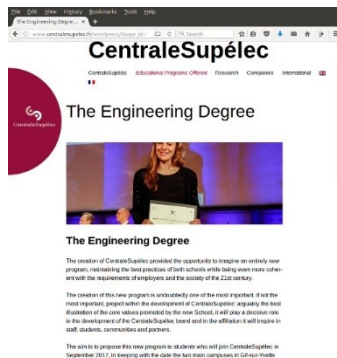 File Edit View History Bookmarks Tools Help
The Engineering Degree...
www.centralesupelec.fr/wordpress/?page_id=
Search
CentraleSupélec
CentraleSupélec Educational Programs Offered Research Companies International
CentraleSupélec
The Engineering Degree
The Engineering Degree
The creation of CentraleSupélec provided the opportunity to imagine an entirely new
program, maintaining the best practices of both schools while being even more coher-
ent with the requirements of employers and the society of the 21st century.
The creation of this new program is undoubtedly one of the most important, if not the
most important, project within the development of CentraleSupélec: arguably the best
illustration of the core values promoted by the new School, it will play a decisive role
in the development of the CentraleSupélec brand and in the affiliation it will inspire in
staff, students, communities and partners.
The aim is to propose this new program to students who will join CentraleSupélec in
September 2017, in keeping with the date the two main campuses in Gif-sur-Yvette